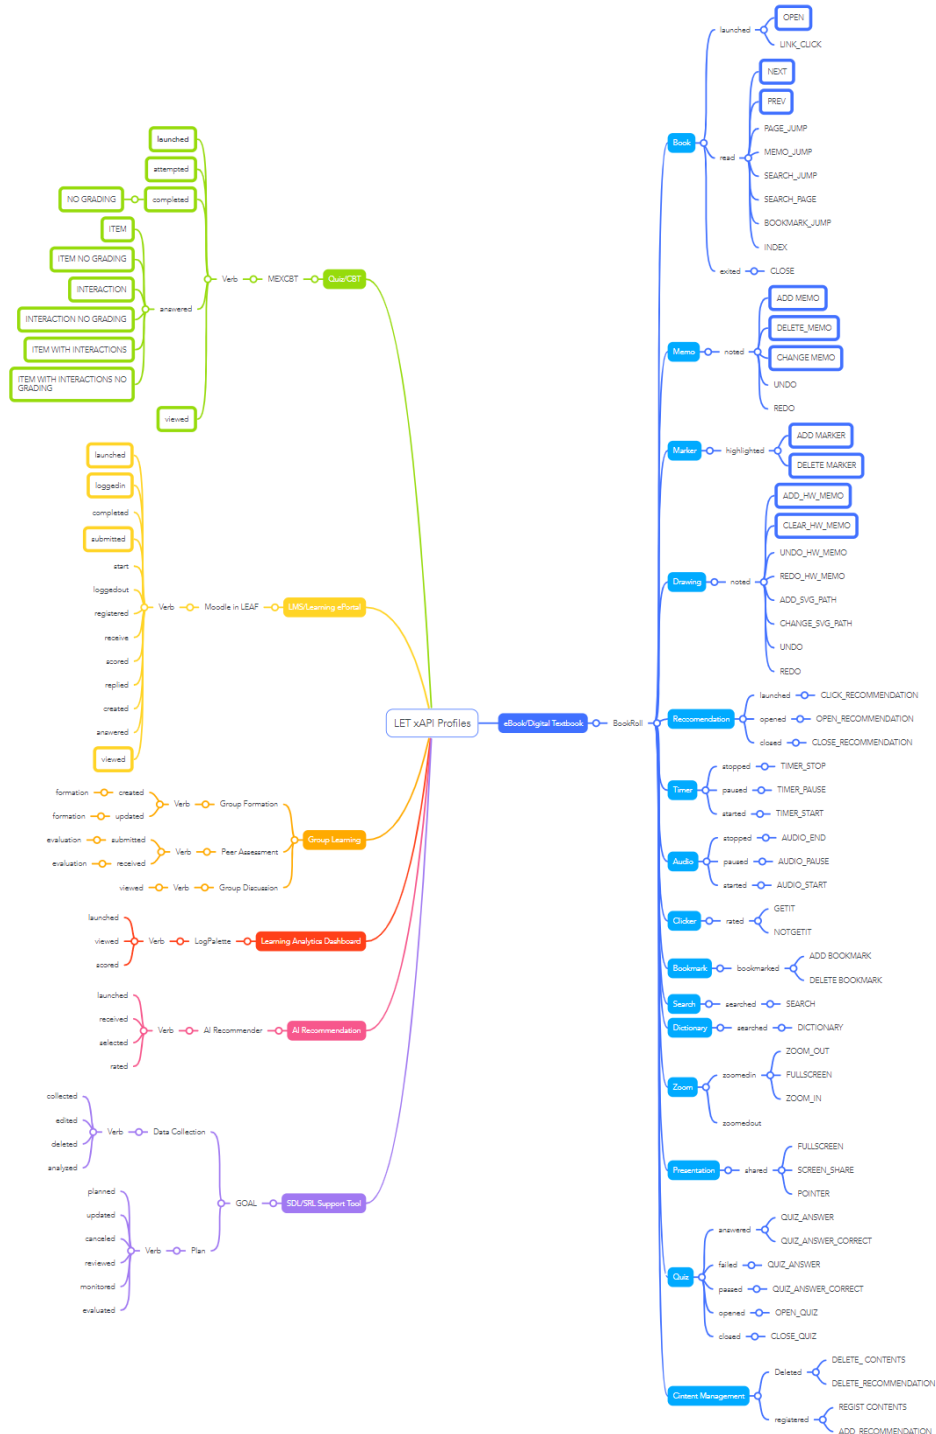 LET xAPI Profiles
Quiz/CBT
MEXCBT
Verb
launched
attempted
completed
NO GRADING
answered
ITEM
ITEM NO GRADING
INTERACTION
INTERACTION NO GRADING
ITEM WITH INTERACTIONS
ITEM WITH INTERACTIONS NO
GRADING
viewed
LMS/Learning ePortal
Moodle in LEAF
Verb
launched
loggedin
completed
submitted
start
loggedout
registered
receive
scored
replied
created
answered
viewed
Group Learning
Group Formation
Verb
created
formation
updated
formation
Peer Assessment
Verb
submitted
evaluation
received
evaluation
Group Discussion
Verb
viewed
Learning Analytics Dashboard
LogPalette
Verb
launched
viewed
scored
AI Recommendation
AI Recommender
Verb
launched
received
selected
rated
SDL/SRL Support Tool
GOAL
Data Collection
Verb
collected
edited
deleted
analyzed
Plan
Verb
planned
updated
canceled
reviewed
monitored
evaluated
eBook/Digital Textbook
BookRoll
Book
launched
OPEN
LINK_CLICK
read
NEXT
PREV
PAGE_JUMP
MEMO_JUMP
SEARCH_JUMP
SEARCH_PAGE
BOOKMARK_JUMP
INDEX
exited
CLOSE
Memo
noted
ADD MEMO
DELETE_MEMO
CHANGE MEMO
UNDO
REDO
Marker
highlighted
ADD MARKER
DELETE MARKER
Drawing
noted
ADD_HW_MEMO
CLEAR_HW_MEMO
UNDO_HW_MEMO
REDO_HW_MEMO
ADD_SVG_PATH
CHANGE_SVG_PATH
UNDO
REDO
Reccomendation
launched
CLICK_RECOMMENDATION
opened
OPEN_RECOMMENDATION
closed
CLOSE_RECOMMENDATION
Timer
stopped
TIMER_STOP
paused
TIMER_PAUSE
started
TIMER_START
Audio
stopped
AUDIO_END
paused
AUDIO_PAUSE
started
AUDIO_START
Clicker
rated
GETIT
NOTGETIT
Bookmark
bookmarked
ADD BOOKMARK
DELETE BOOKMARK
Search
searched
SEARCH
Dictionary
searched
DICTIONARY
Zoom
zoomedin
ZOOM_OUT
FULLSCREEN
ZOOM_IN
zoomedout
Presentation
shared
FULLSCREEN
SCREEN_SHARE
POINTER
Quiz
answered
QUIZ_ANSWER
QUIZ_ANSWER_CORRECT
failed
QUIZ_ANSWER
passed
QUIZ_ANSWER_CORRECT
opened
OPEN_QUIZ
closed
CLOSE_QUIZ
Cintent Management
Deleted
DELETE_ CONTENTS
DELETE_RECOMMENDATION
registered
REGIST CONTENTS
ADD_RECOMMENDATION